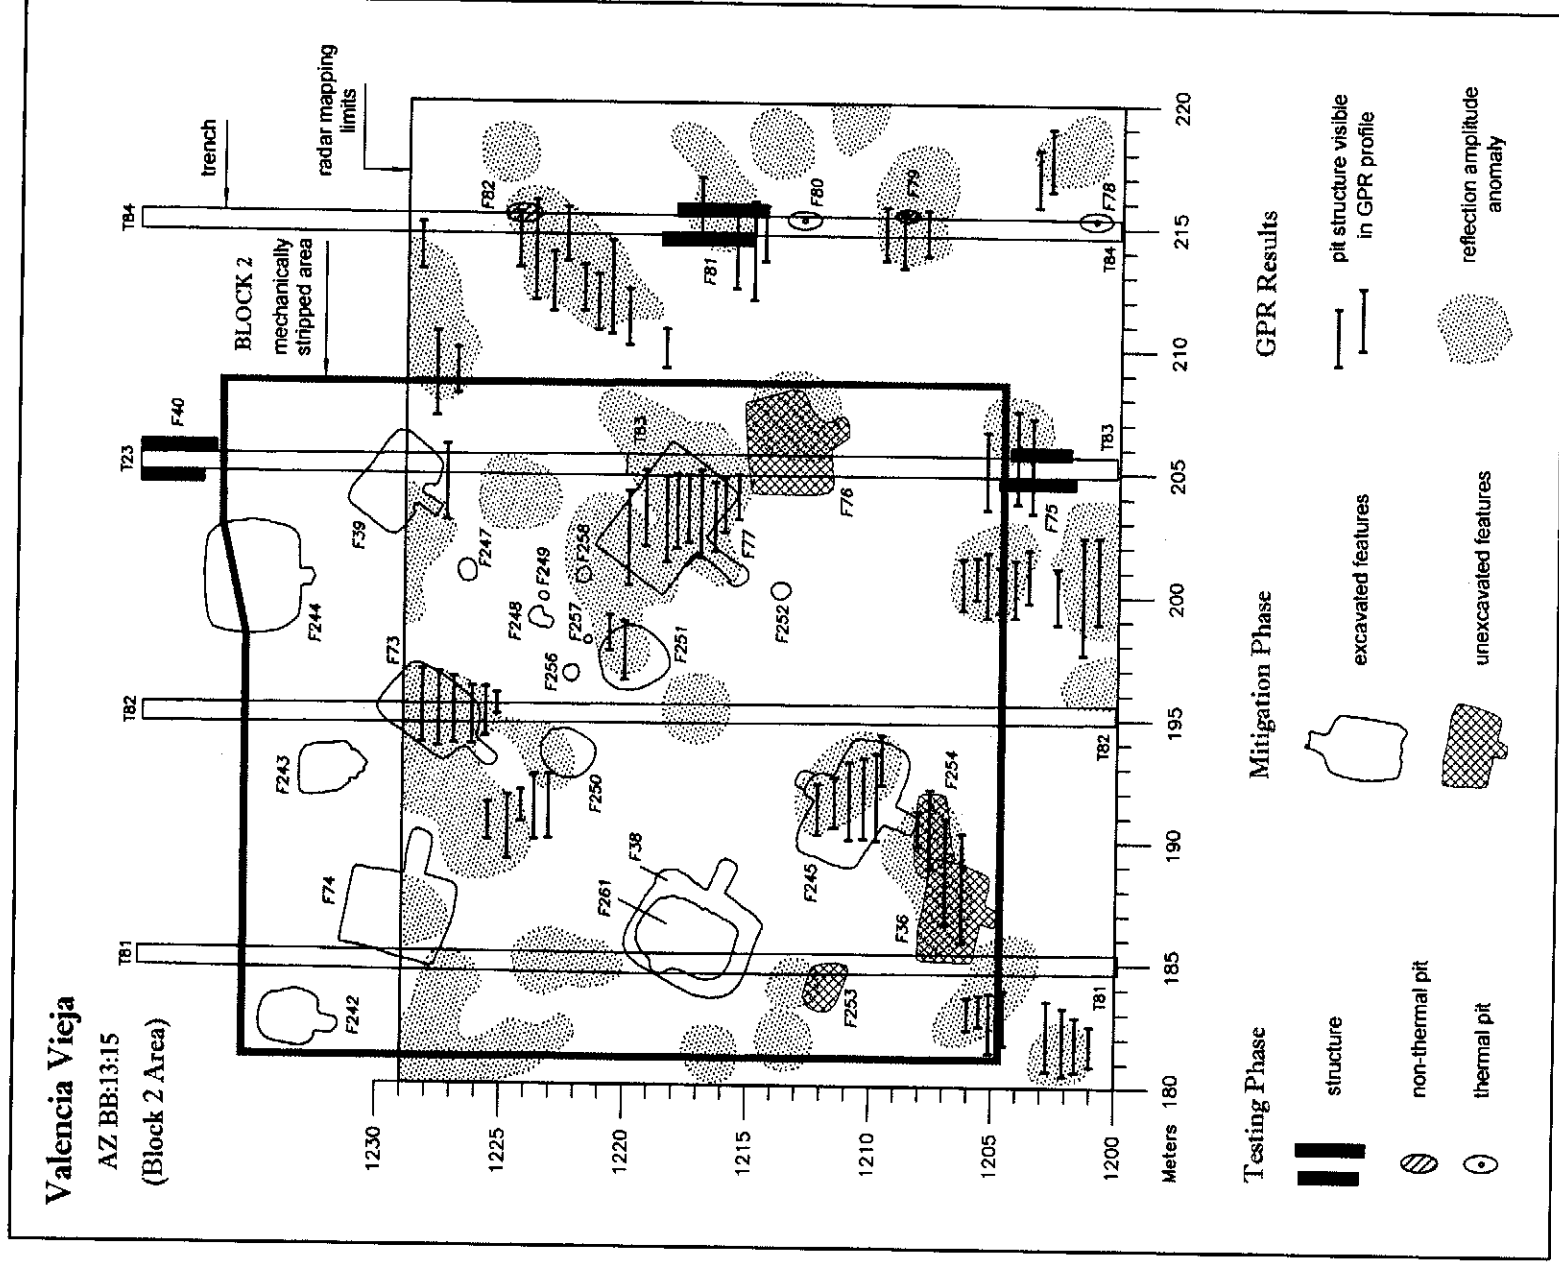 Valencia Vieja
AZ BB:13:15
(Block 2 Area)
T81
T82
T23
T84
trench
radar mapping
limits
BLOCK 2
mechanically
stripped area
F40
F242
F243
F244
F74
F73
F39
F82
F247
F248
F249
F258
F257
F256
F250
F251
F252
T83
F77
F76
F81
F80
F79
F78
F38
F261
F245
F254
F36
F253
F75
T81
T82
T83
T84
1230
1225
1220
1215
1210
1205
1200
Meters
180
185
190
195
200
205
210
215
220
Testing Phase
structure
non-thermal pit
thermal pit
Mitigation Phase
excavated features
unexcavated features
GPR Results
pit structure visible
in GPR profile
reflection amplitude
anomaly